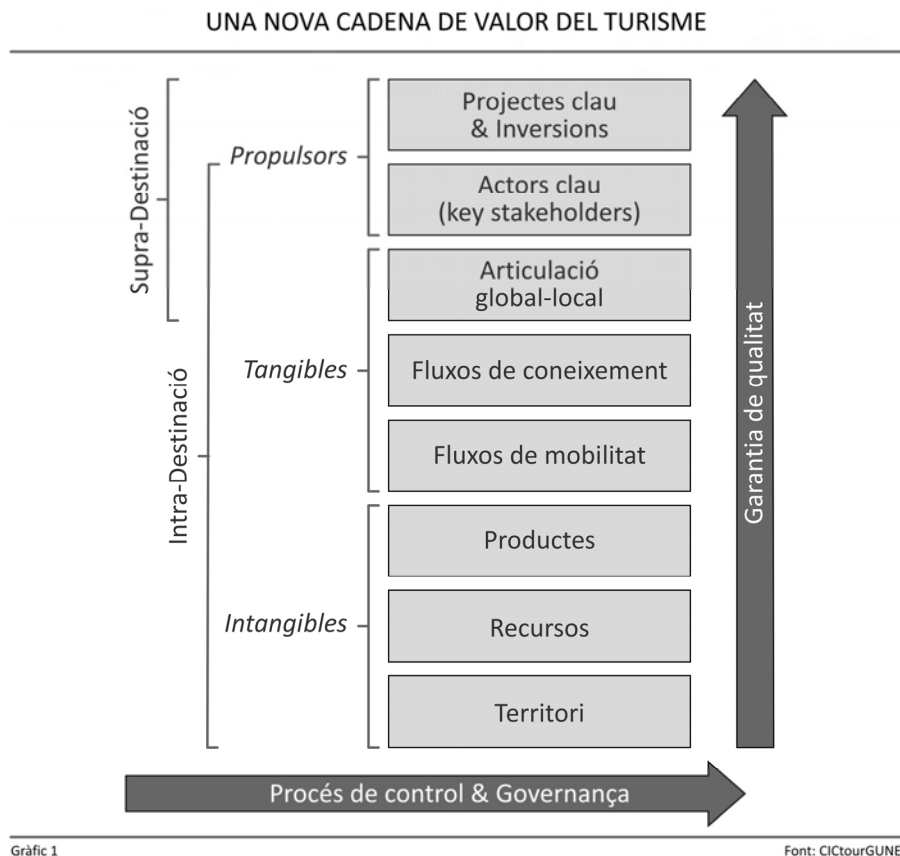 UNA NOVA CADENA DE VALOR DEL TURISME
Supra-Destinació
Intra-Destinació
Propulsors
Projectes clau
& Inversions
Actors clau
(key stakeholders)
Tangibles
Articulació
global-local
Fluxos de coneixement
Fluxos de mobilitat
Intangibles
Productes
Recursos
Territori
Garantia de qualitat
Procés de control & Governança
Gràfic 1
Font: CICtourGUNE